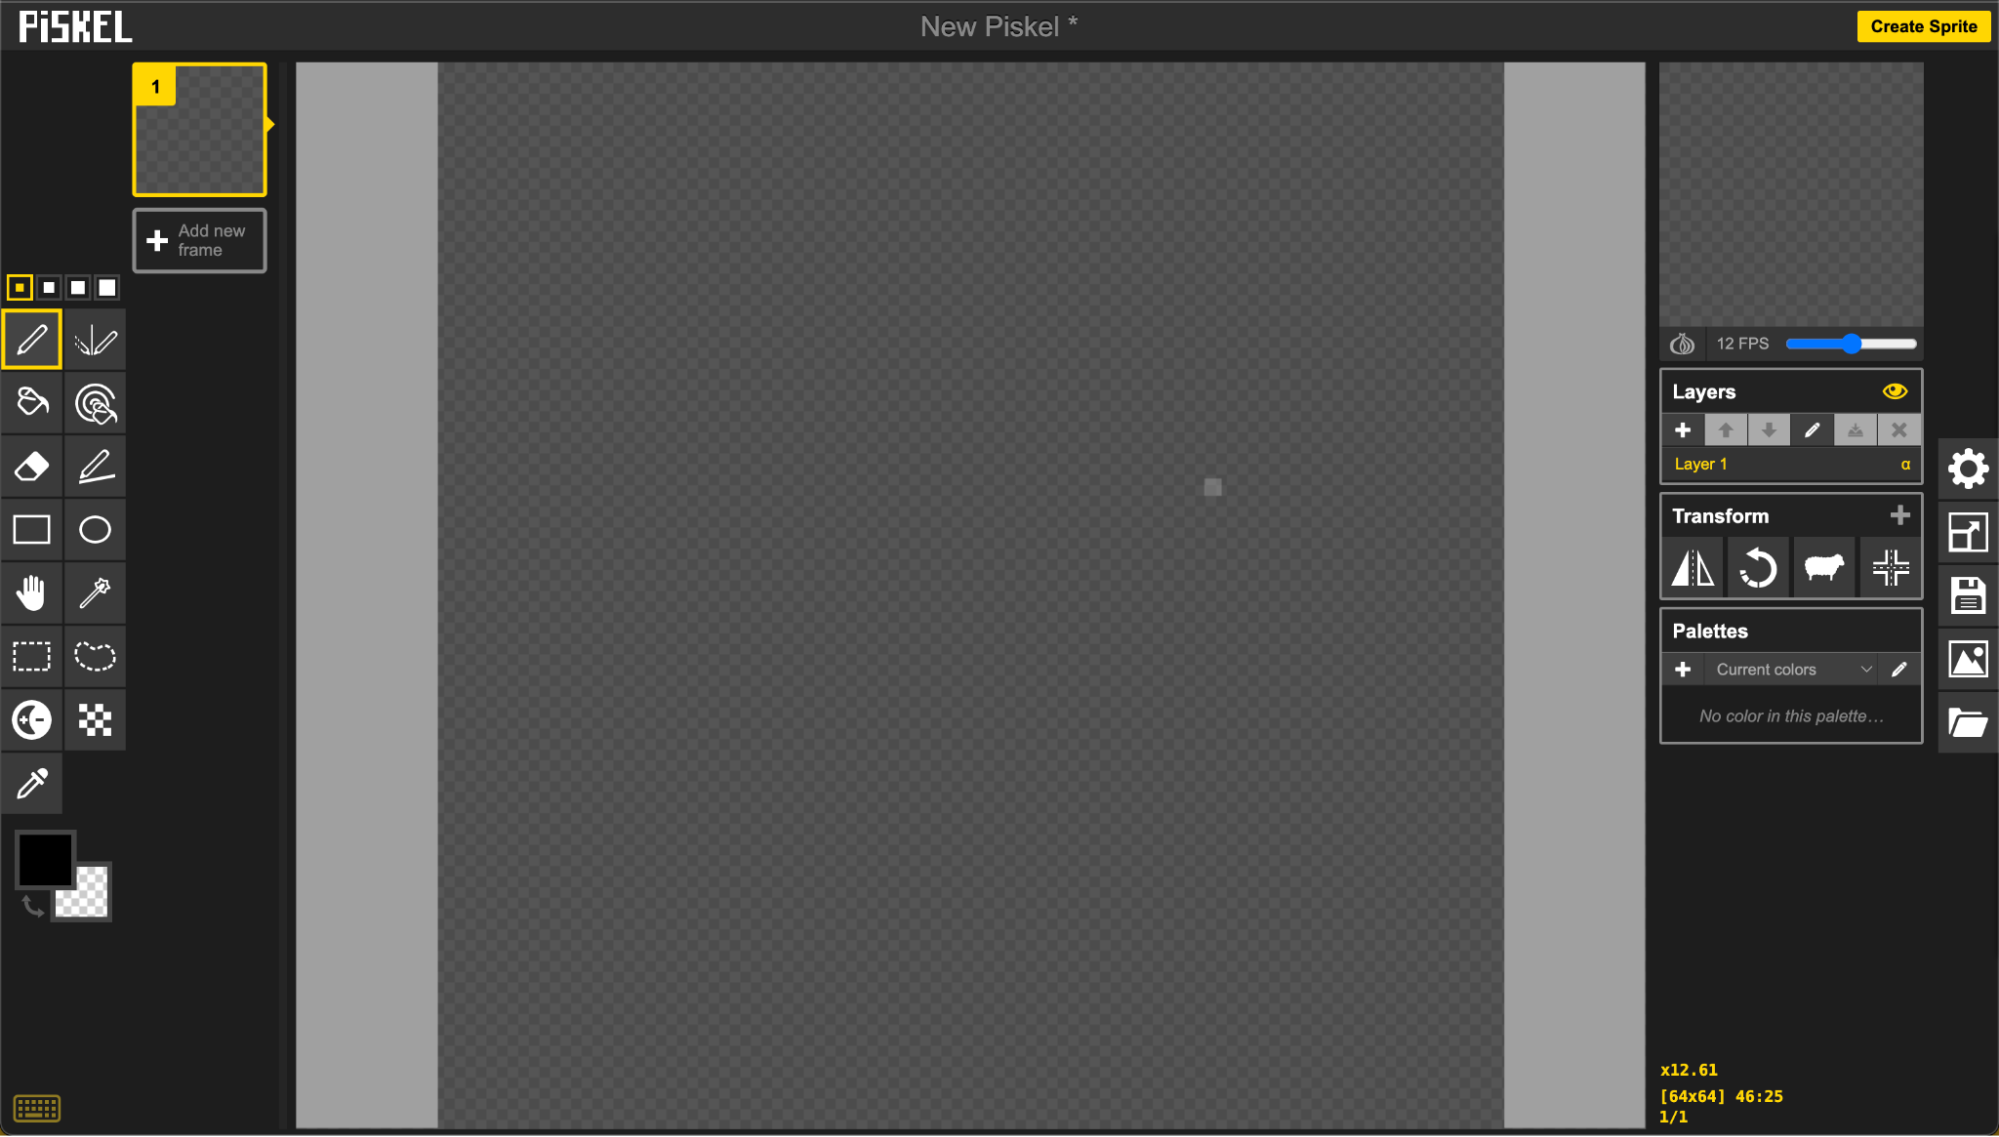 PiSKEL
New Piskel *
Create Sprite
1
Add new
frame
12 FPS
Layers
Layer 1
α
Transform
Palettes
Current colors
No color in this palette…
x12.61
[64x64] 46:25
1/1